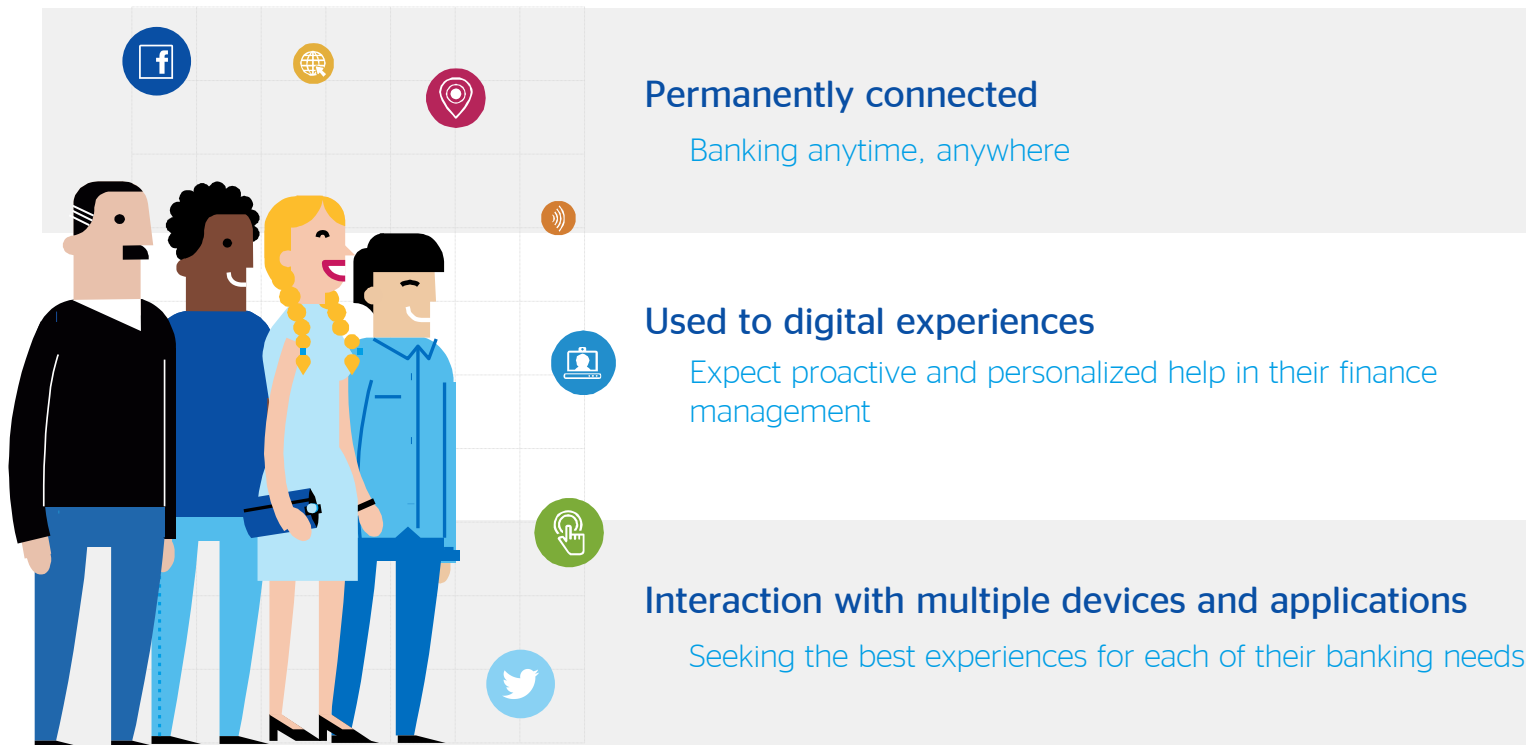 Permanently connected
Banking anytime, anywhere
Used to digital experiences
Expect proactive and personalized help in their finance
management
Interaction with multiple devices and applications
Seeking the best experiences for each of their banking needs